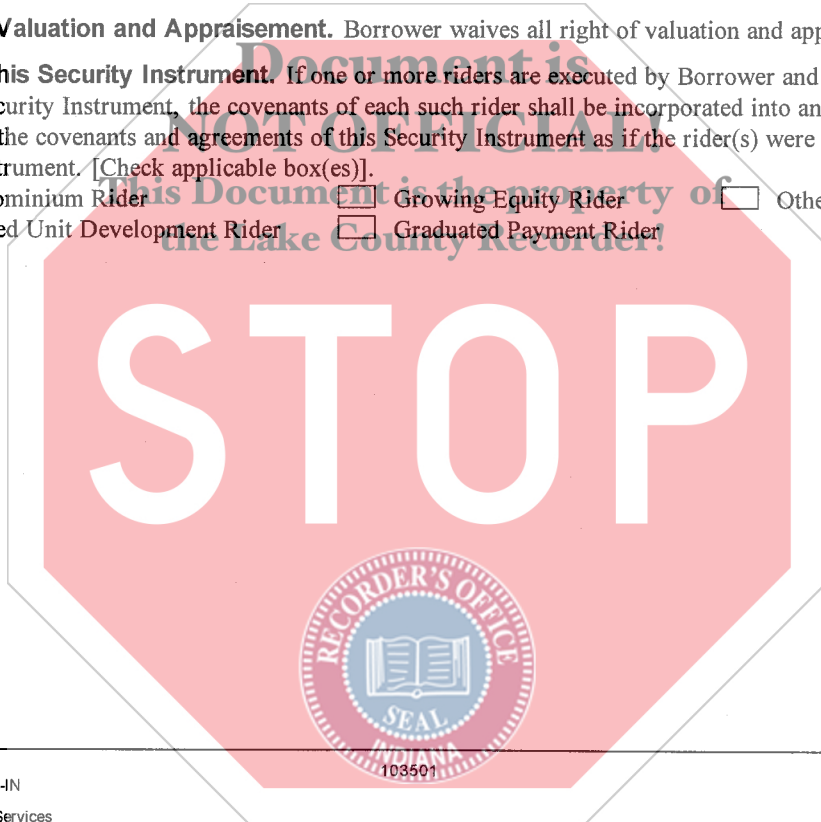 Valuation and Appraisement. Borrower waives all right of valuation and app
Document is
his Security Instrument. If one or more riders are executed by Borrower and
curity Instrument, the covenants of each such rider shall be incorporated into an
NOT OFFICIAL!
the covenants and agreements of this Security Instrument as if the rider(s) were
trument. [Check applicable box(es)].
This Document is the property of
ominium Rider Growing Equity Rider Othe
ed Unit Development Rider Graduated Payment Rider
the Lake County Recorder!
STOP
RECORDER'S OFFICE
SEAL
INDIANA
103501
-IN
Services